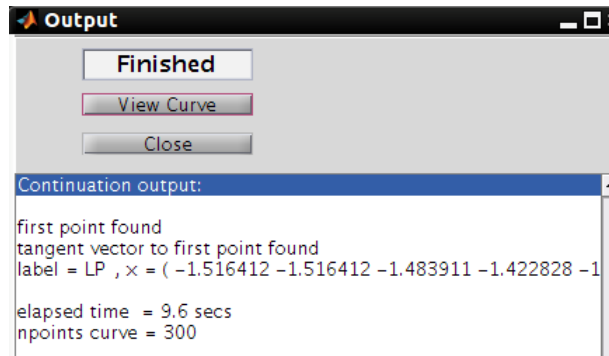 Output
Finished
View Curve
Close
Continuation output:
first point found
tangent vector to first point found
label = LP , x = ( -1.516412 -1.516412 -1.483911 -1.422828 -1
elapsed time  = 9.6 secs
npoints curve = 300